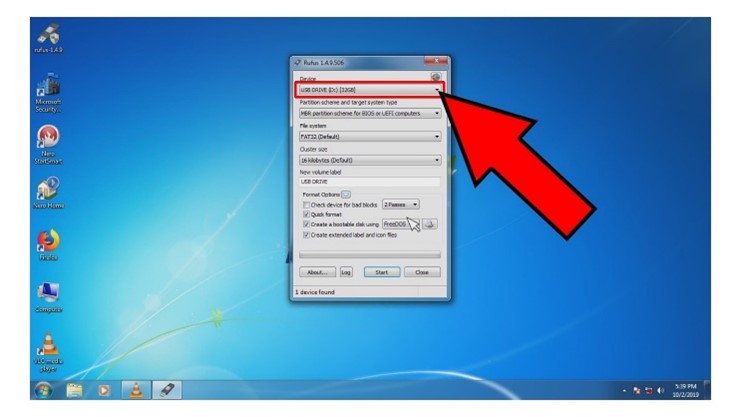 rufus-1.4.9
Microsoft
Security...
Nero
StartSmart
Nero Home
Firefox
Computer
VLC media
player
Rufus 1.4.9.506
Device
USB DRIVE (D:) [32GB]
Partition scheme and target system type
MBR partition scheme for BIOS or UEFI computers
File system
FAT32 (Default)
Cluster size
16 kilobytes (Default)
New volume label
USB DRIVE
Format Options
Check device for bad blocks 2 Passes
Quick format
Create a bootable disk using FreeDOS
Create extended label and icon files
About... Log Start Close
1 device found
5:39 PM
10/2/2019